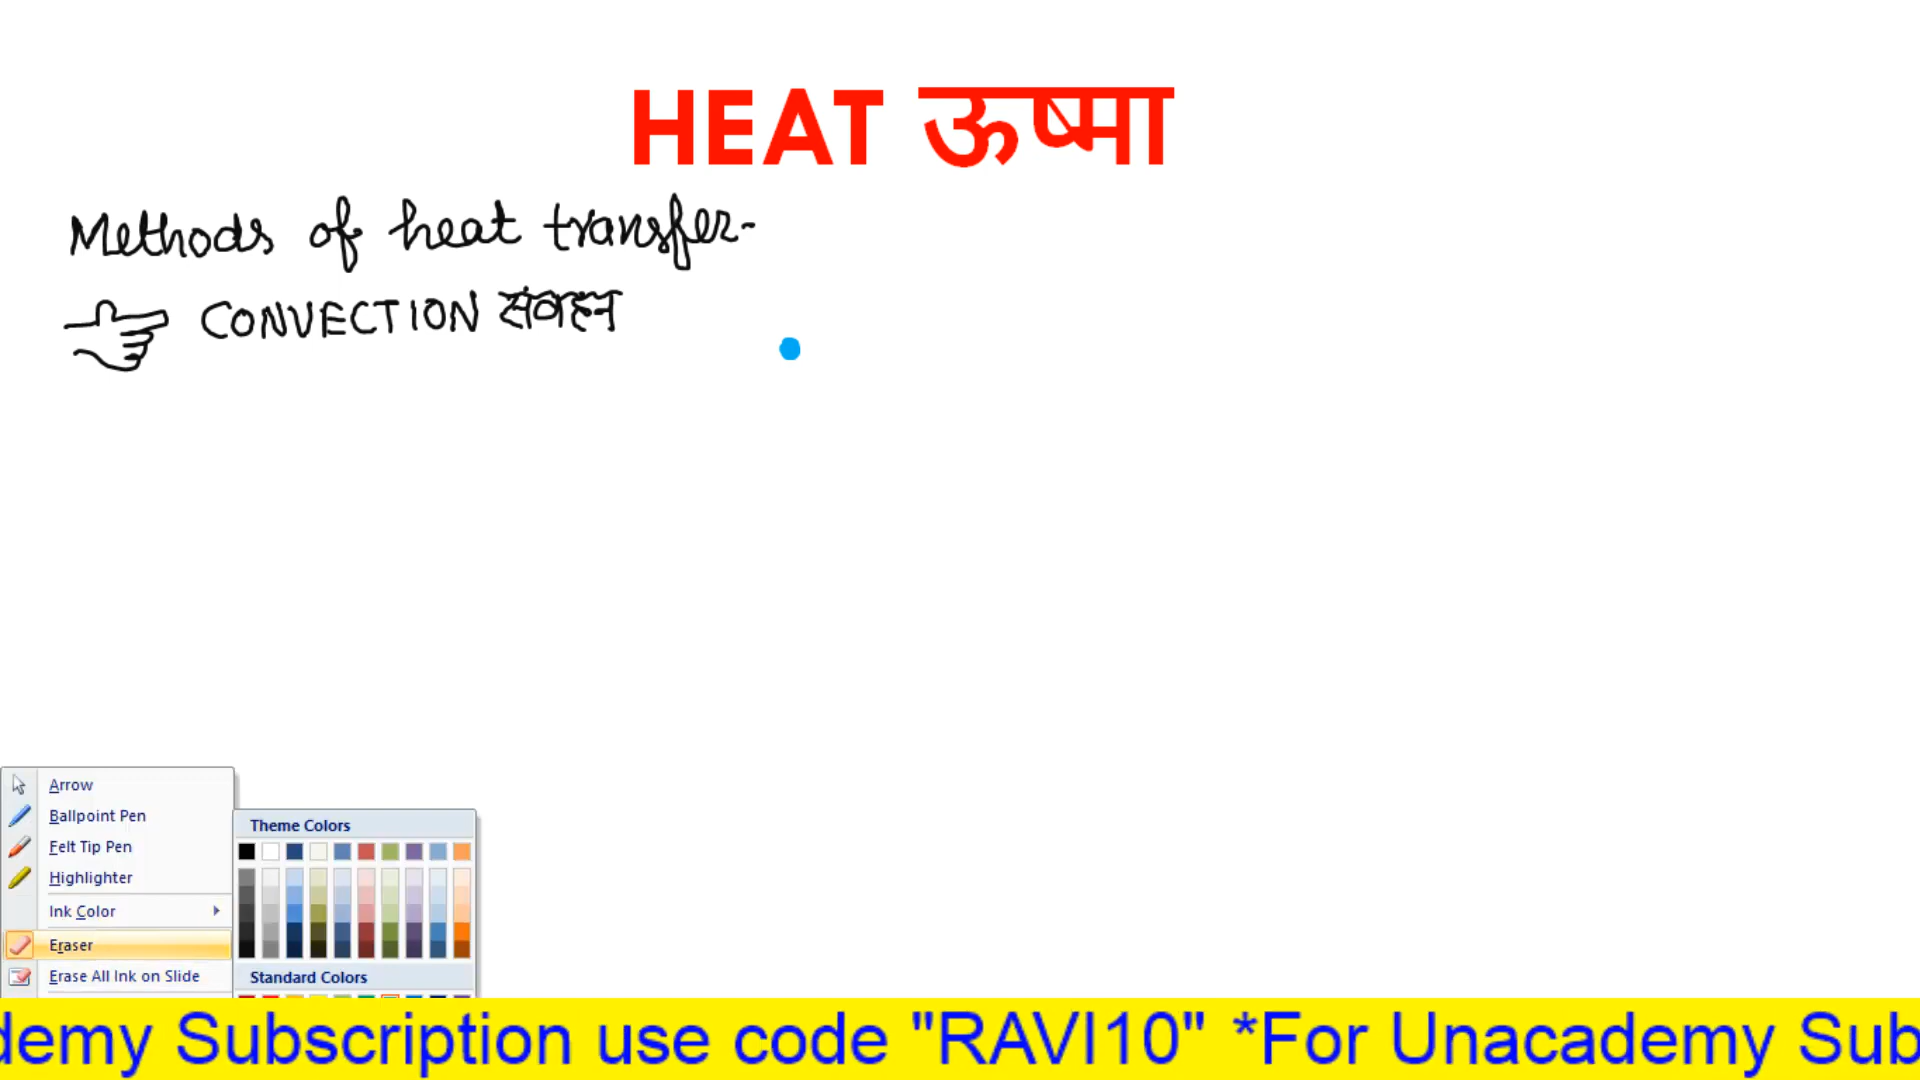 HEAT ऊष्मा
Methods of heat transfer-
CONVECTION संवहन
Arrow
Ballpoint Pen
Felt Tip Pen
Highlighter
Ink Color
Eraser
Erase All Ink on Slide
Theme Colors
Standard Colors
demy Subscription use code "RAVI10" *For Unacademy Sub